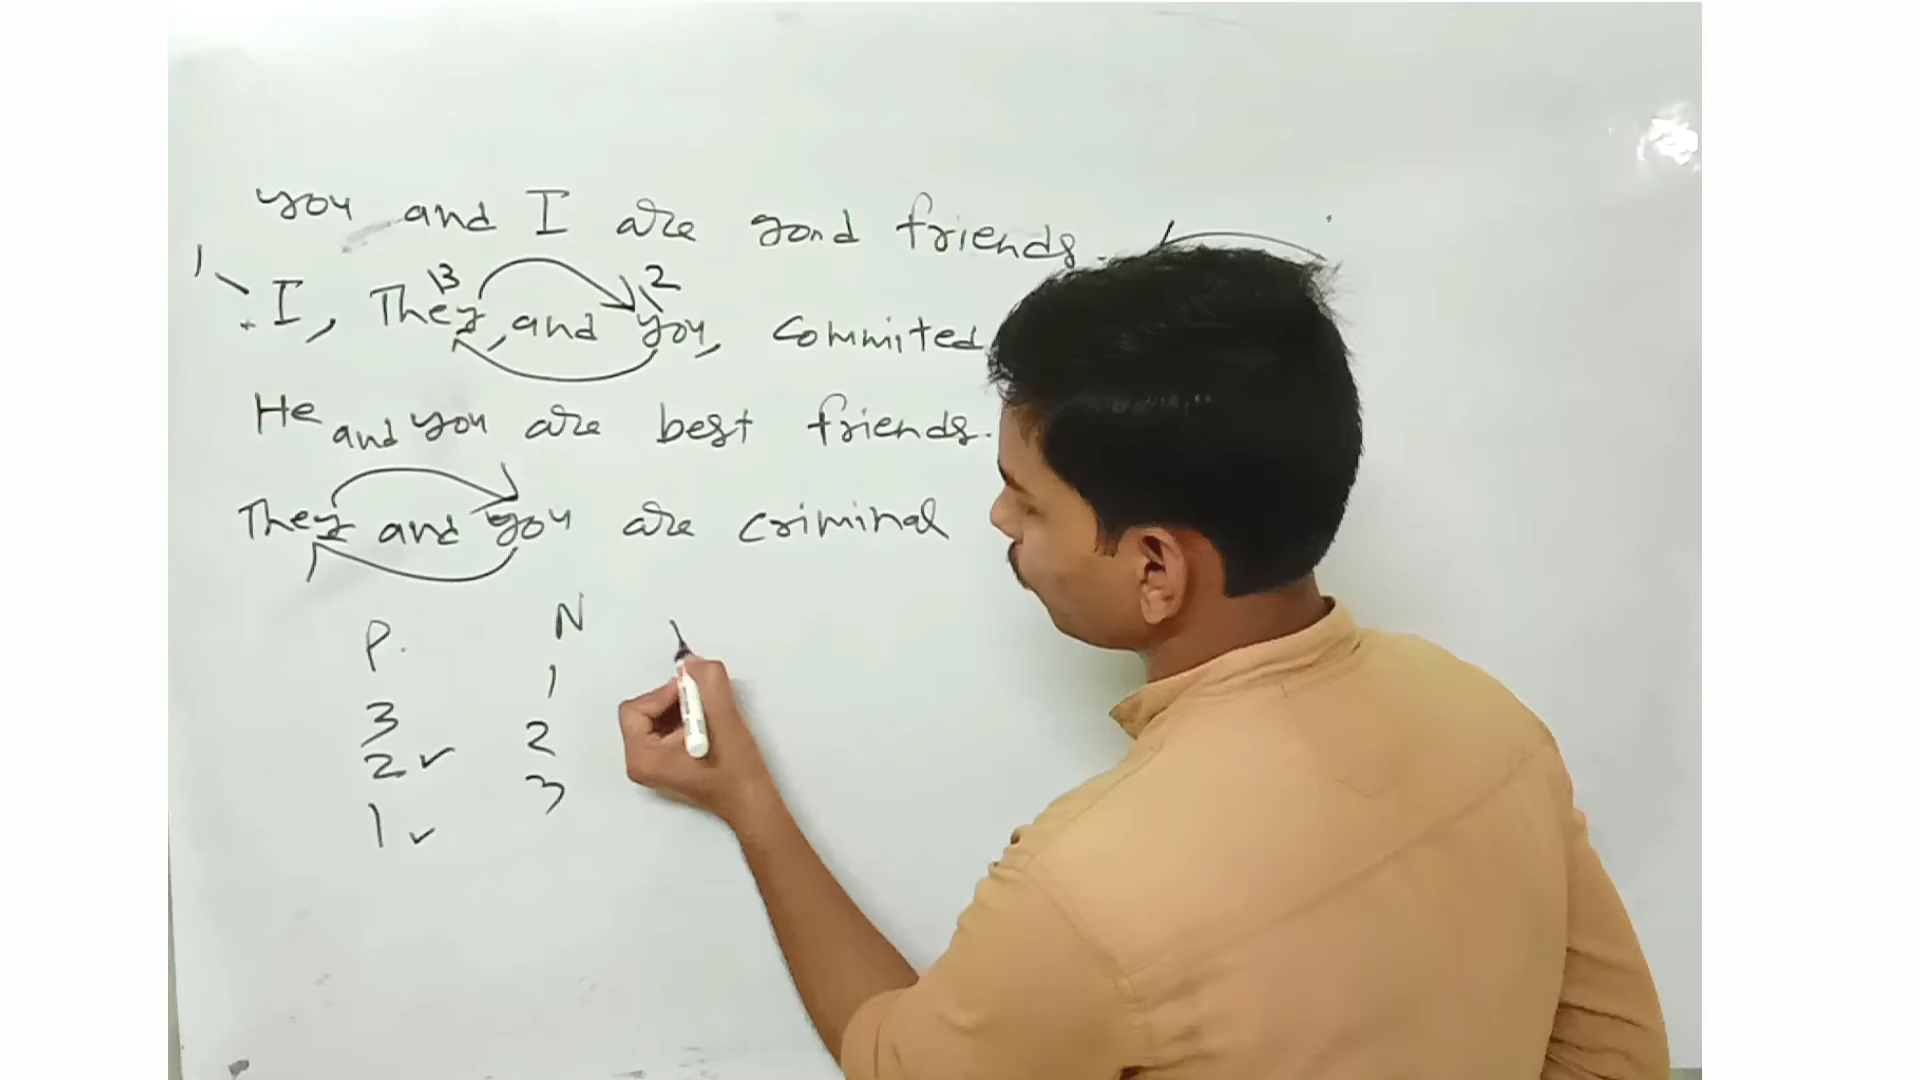 you and I are good friends.
1 3 2
I, They, and you, commited
He and you are best friends.
They and you are criminal
P. N
3 1
2 ✓ 2
1 ✓ 3